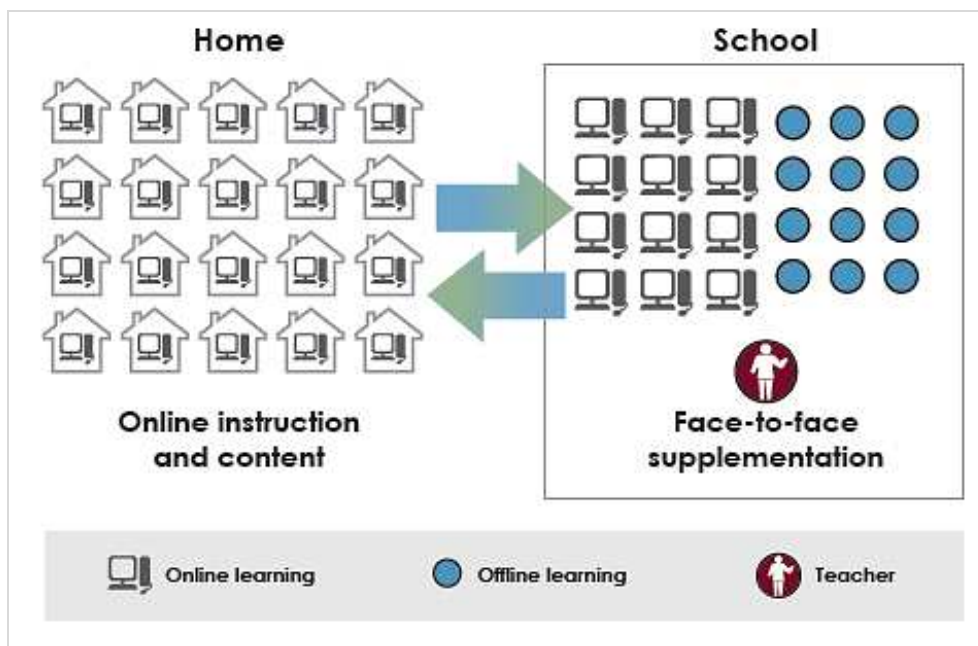 Home
School
Online instruction
and content
Face-to-face
supplementation
Online learning
Offline learning
Teacher